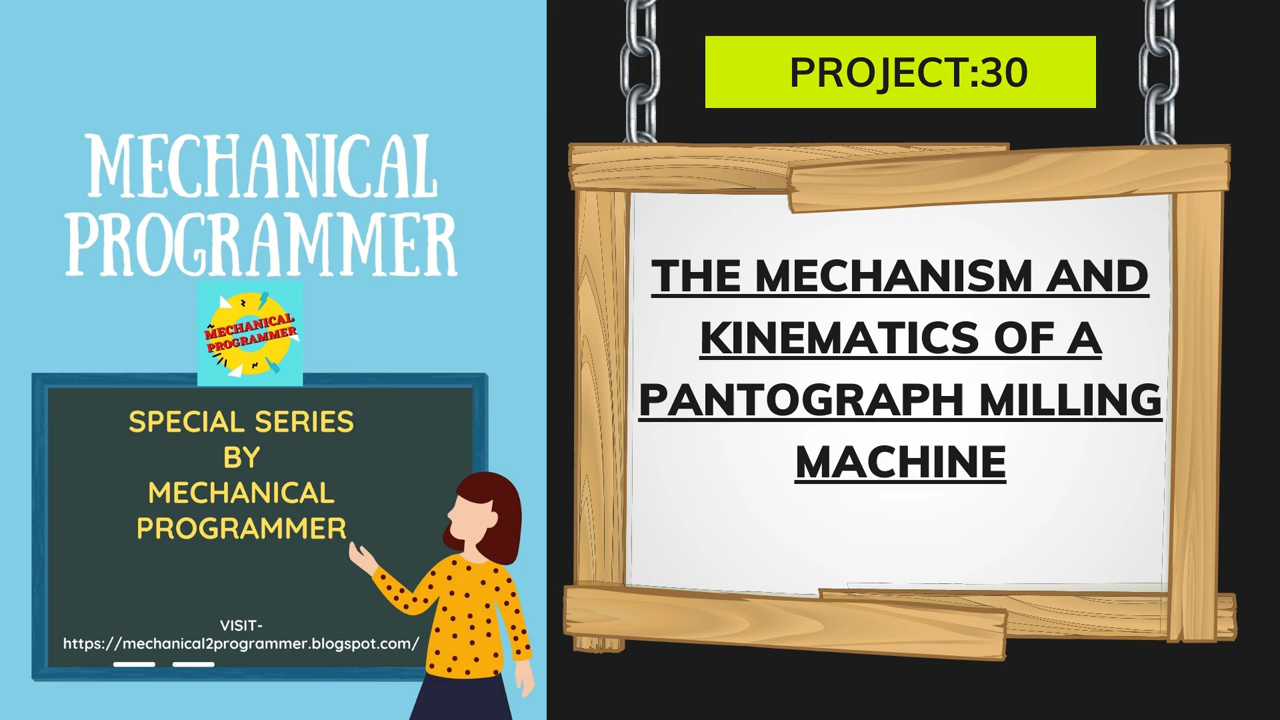 MECHANICAL
PROGRAMMER
MECHANICAL
PROGRAMMER
SPECIAL SERIES
BY
MECHANICAL
PROGRAMMER
VISIT-
https://mechanical2programmer.blogspot.com/
PROJECT:30
THE MECHANISM AND
KINEMATICS OF A
PANTOGRAPH MILLING
MACHINE